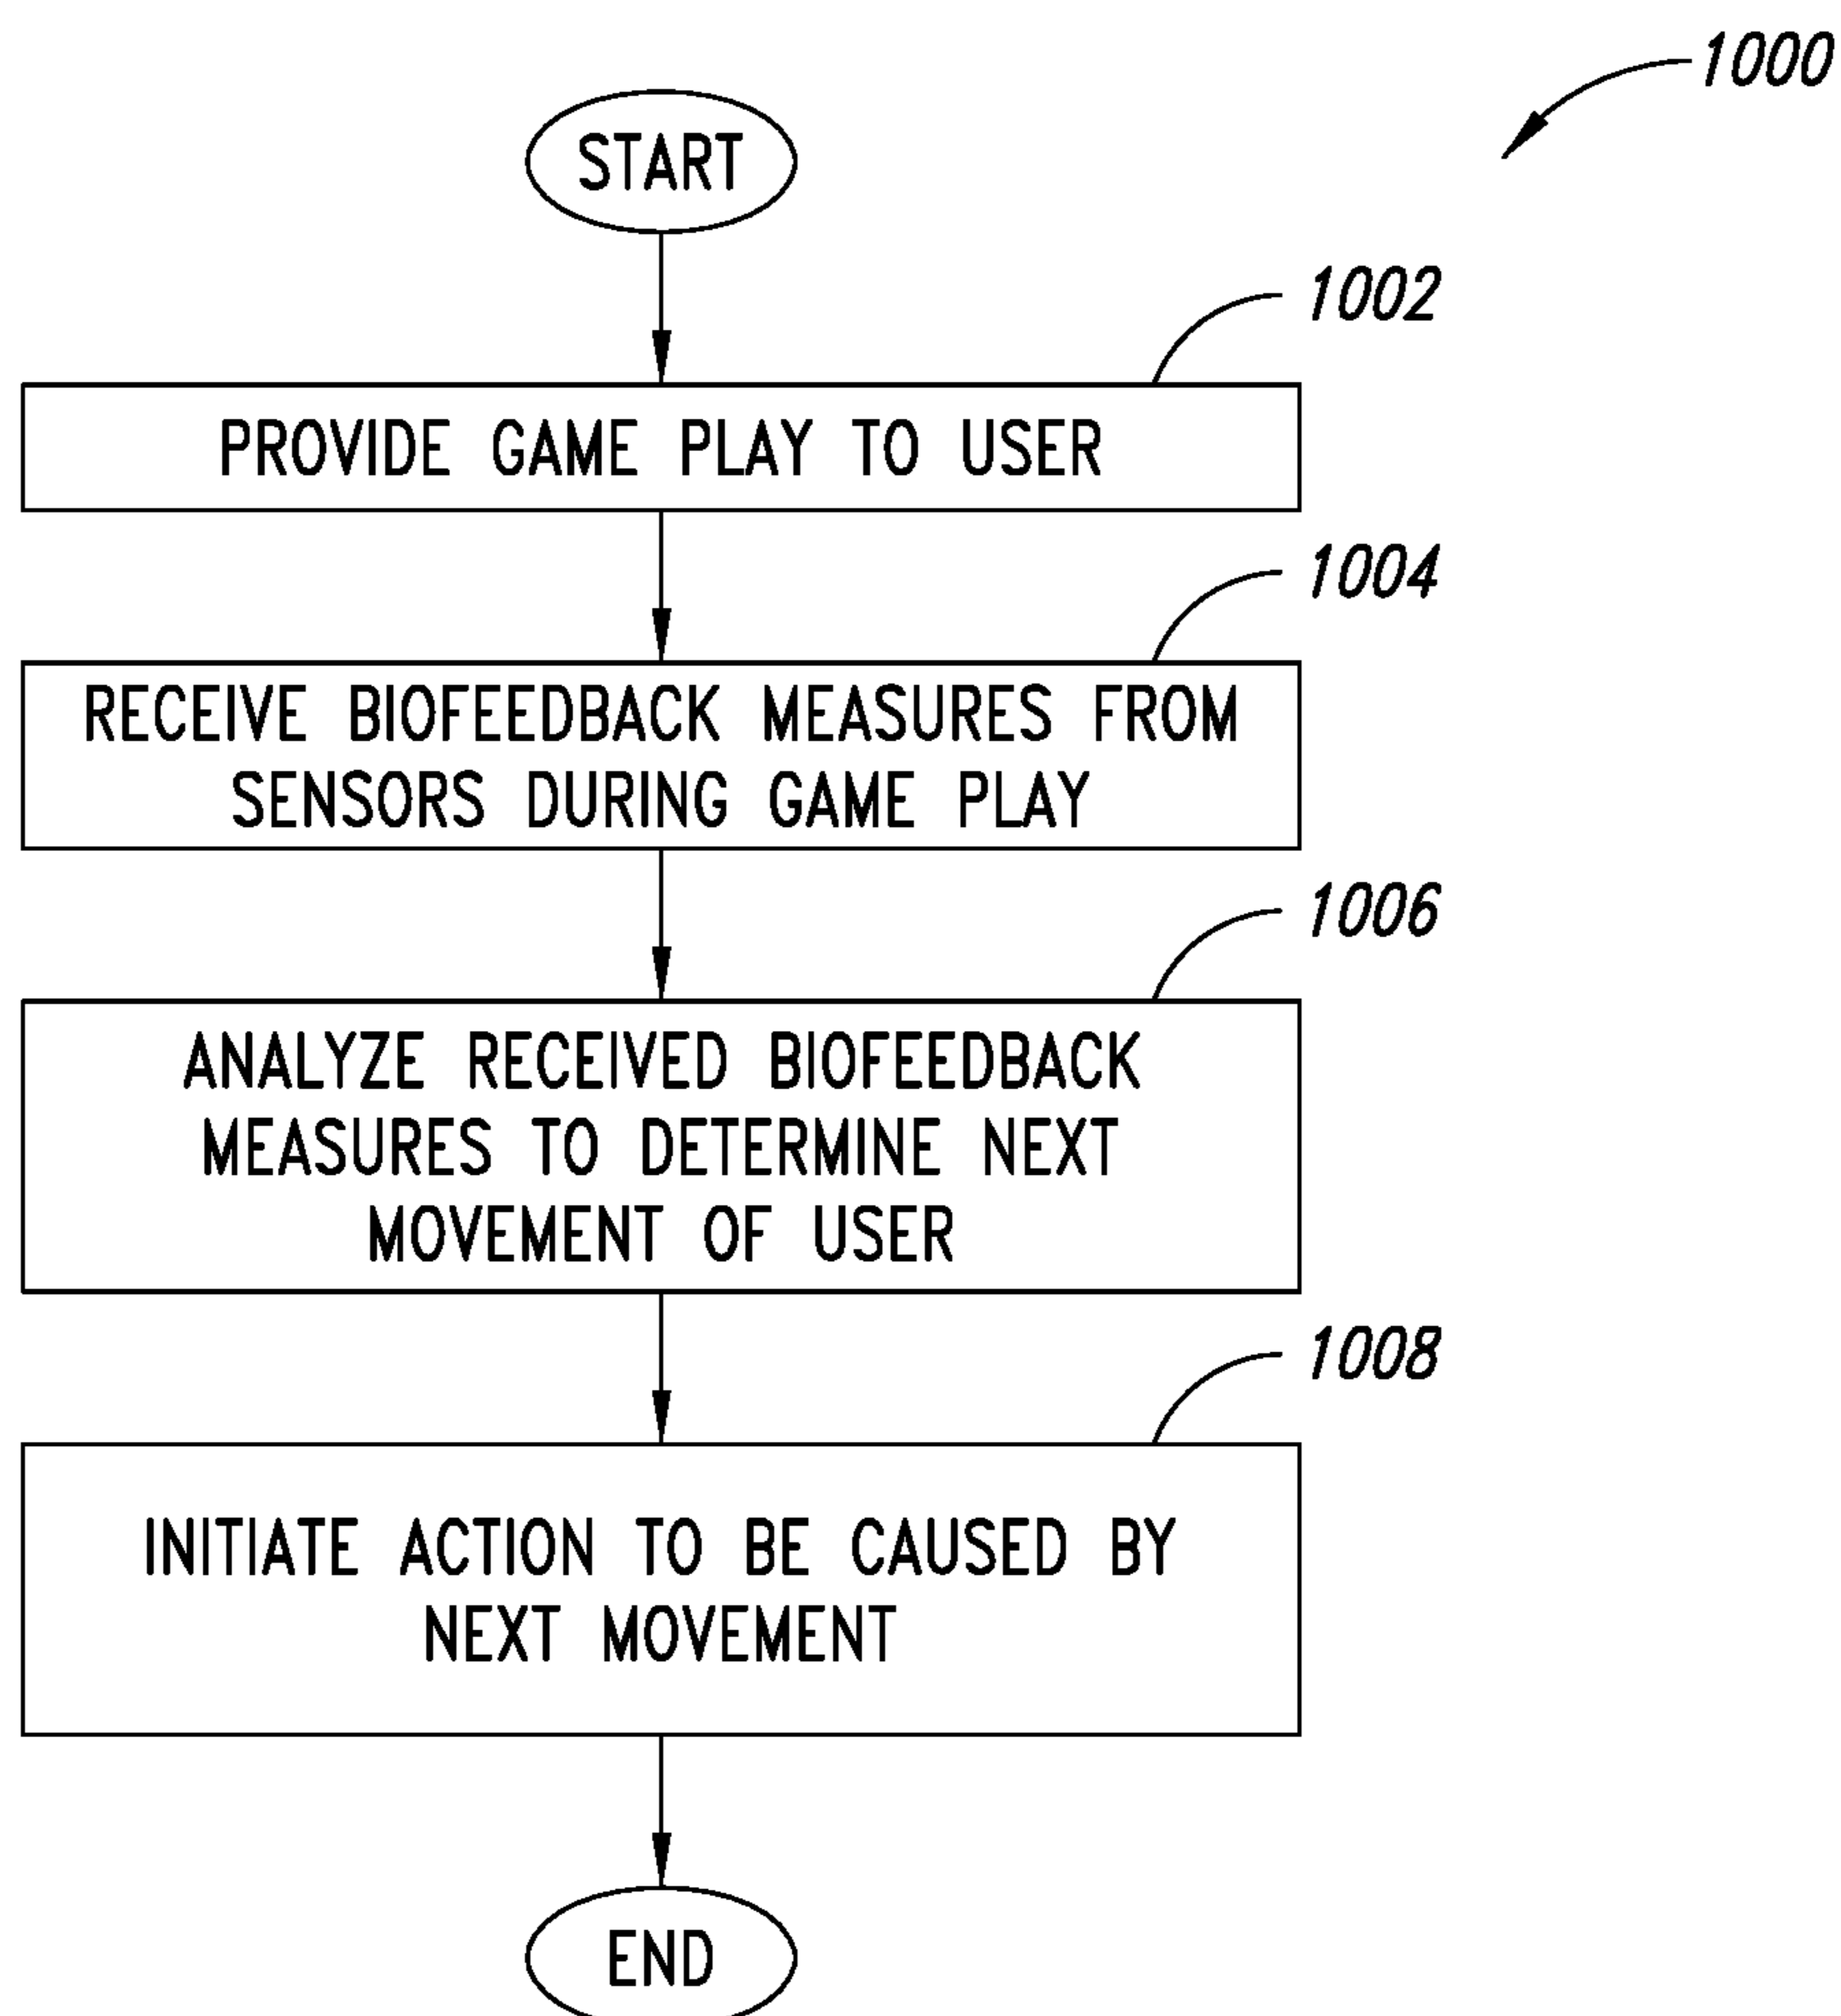 1000
START
1002
PROVIDE GAME PLAY TO USER
1004
RECEIVE BIOFEEDBACK MEASURES FROM
SENSORS DURING GAME PLAY
1006
ANALYZE RECEIVED BIOFEEDBACK
MEASURES TO DETERMINE NEXT
MOVEMENT OF USER
1008
INITIATE ACTION TO BE CAUSED BY
NEXT MOVEMENT
END